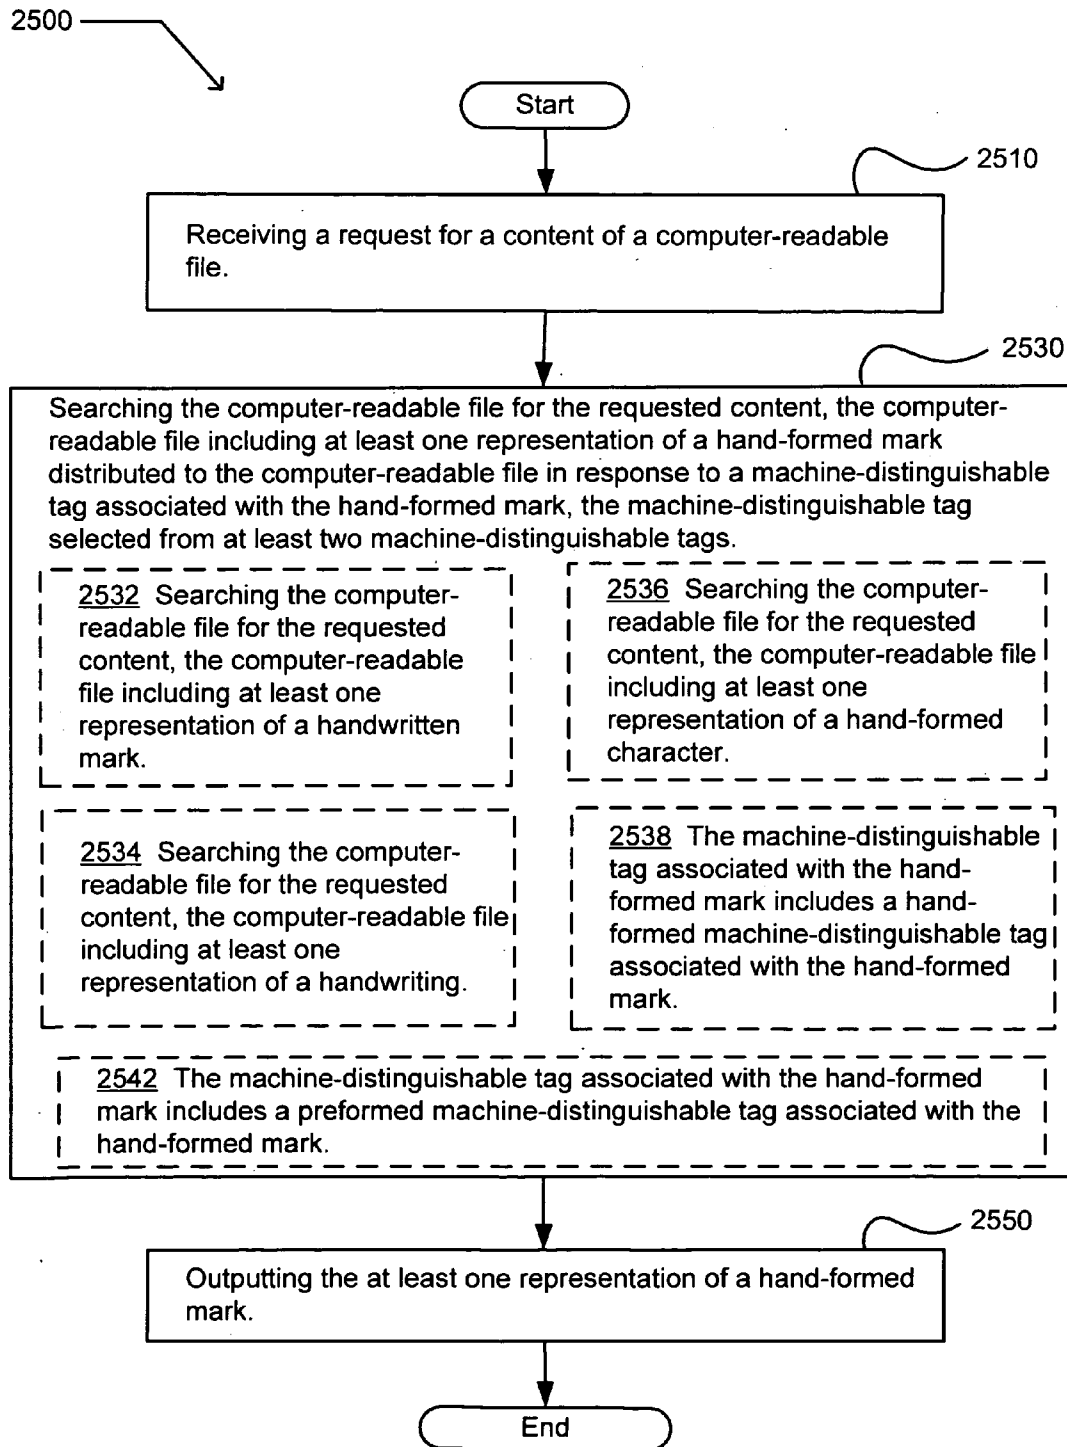 2500
Start
2510
Receiving a request for a content of a computer-readable
file.
2530
Searching the computer-readable file for the requested content, the computer-
readable file including at least one representation of a hand-formed mark
distributed to the computer-readable file in response to a machine-distinguishable
tag associated with the hand-formed mark, the machine-distinguishable tag
selected from at least two machine-distinguishable tags.
2532 Searching the computer-
readable file for the requested
content, the computer-readable
file including at least one
representation of a handwritten
mark.
2536 Searching the computer-
readable file for the requested
content, the computer-readable file
including at least one
representation of a hand-formed
character.
2534 Searching the computer-
readable file for the requested
content, the computer-readable file
including at least one
representation of a handwriting.
2538 The machine-distinguishable
tag associated with the hand-
formed mark includes a hand-
formed machine-distinguishable tag
associated with the hand-formed
mark.
2542 The machine-distinguishable tag associated with the hand-formed
mark includes a preformed machine-distinguishable tag associated with the
hand-formed mark.
2550
Outputting the at least one representation of a hand-formed
mark.
End